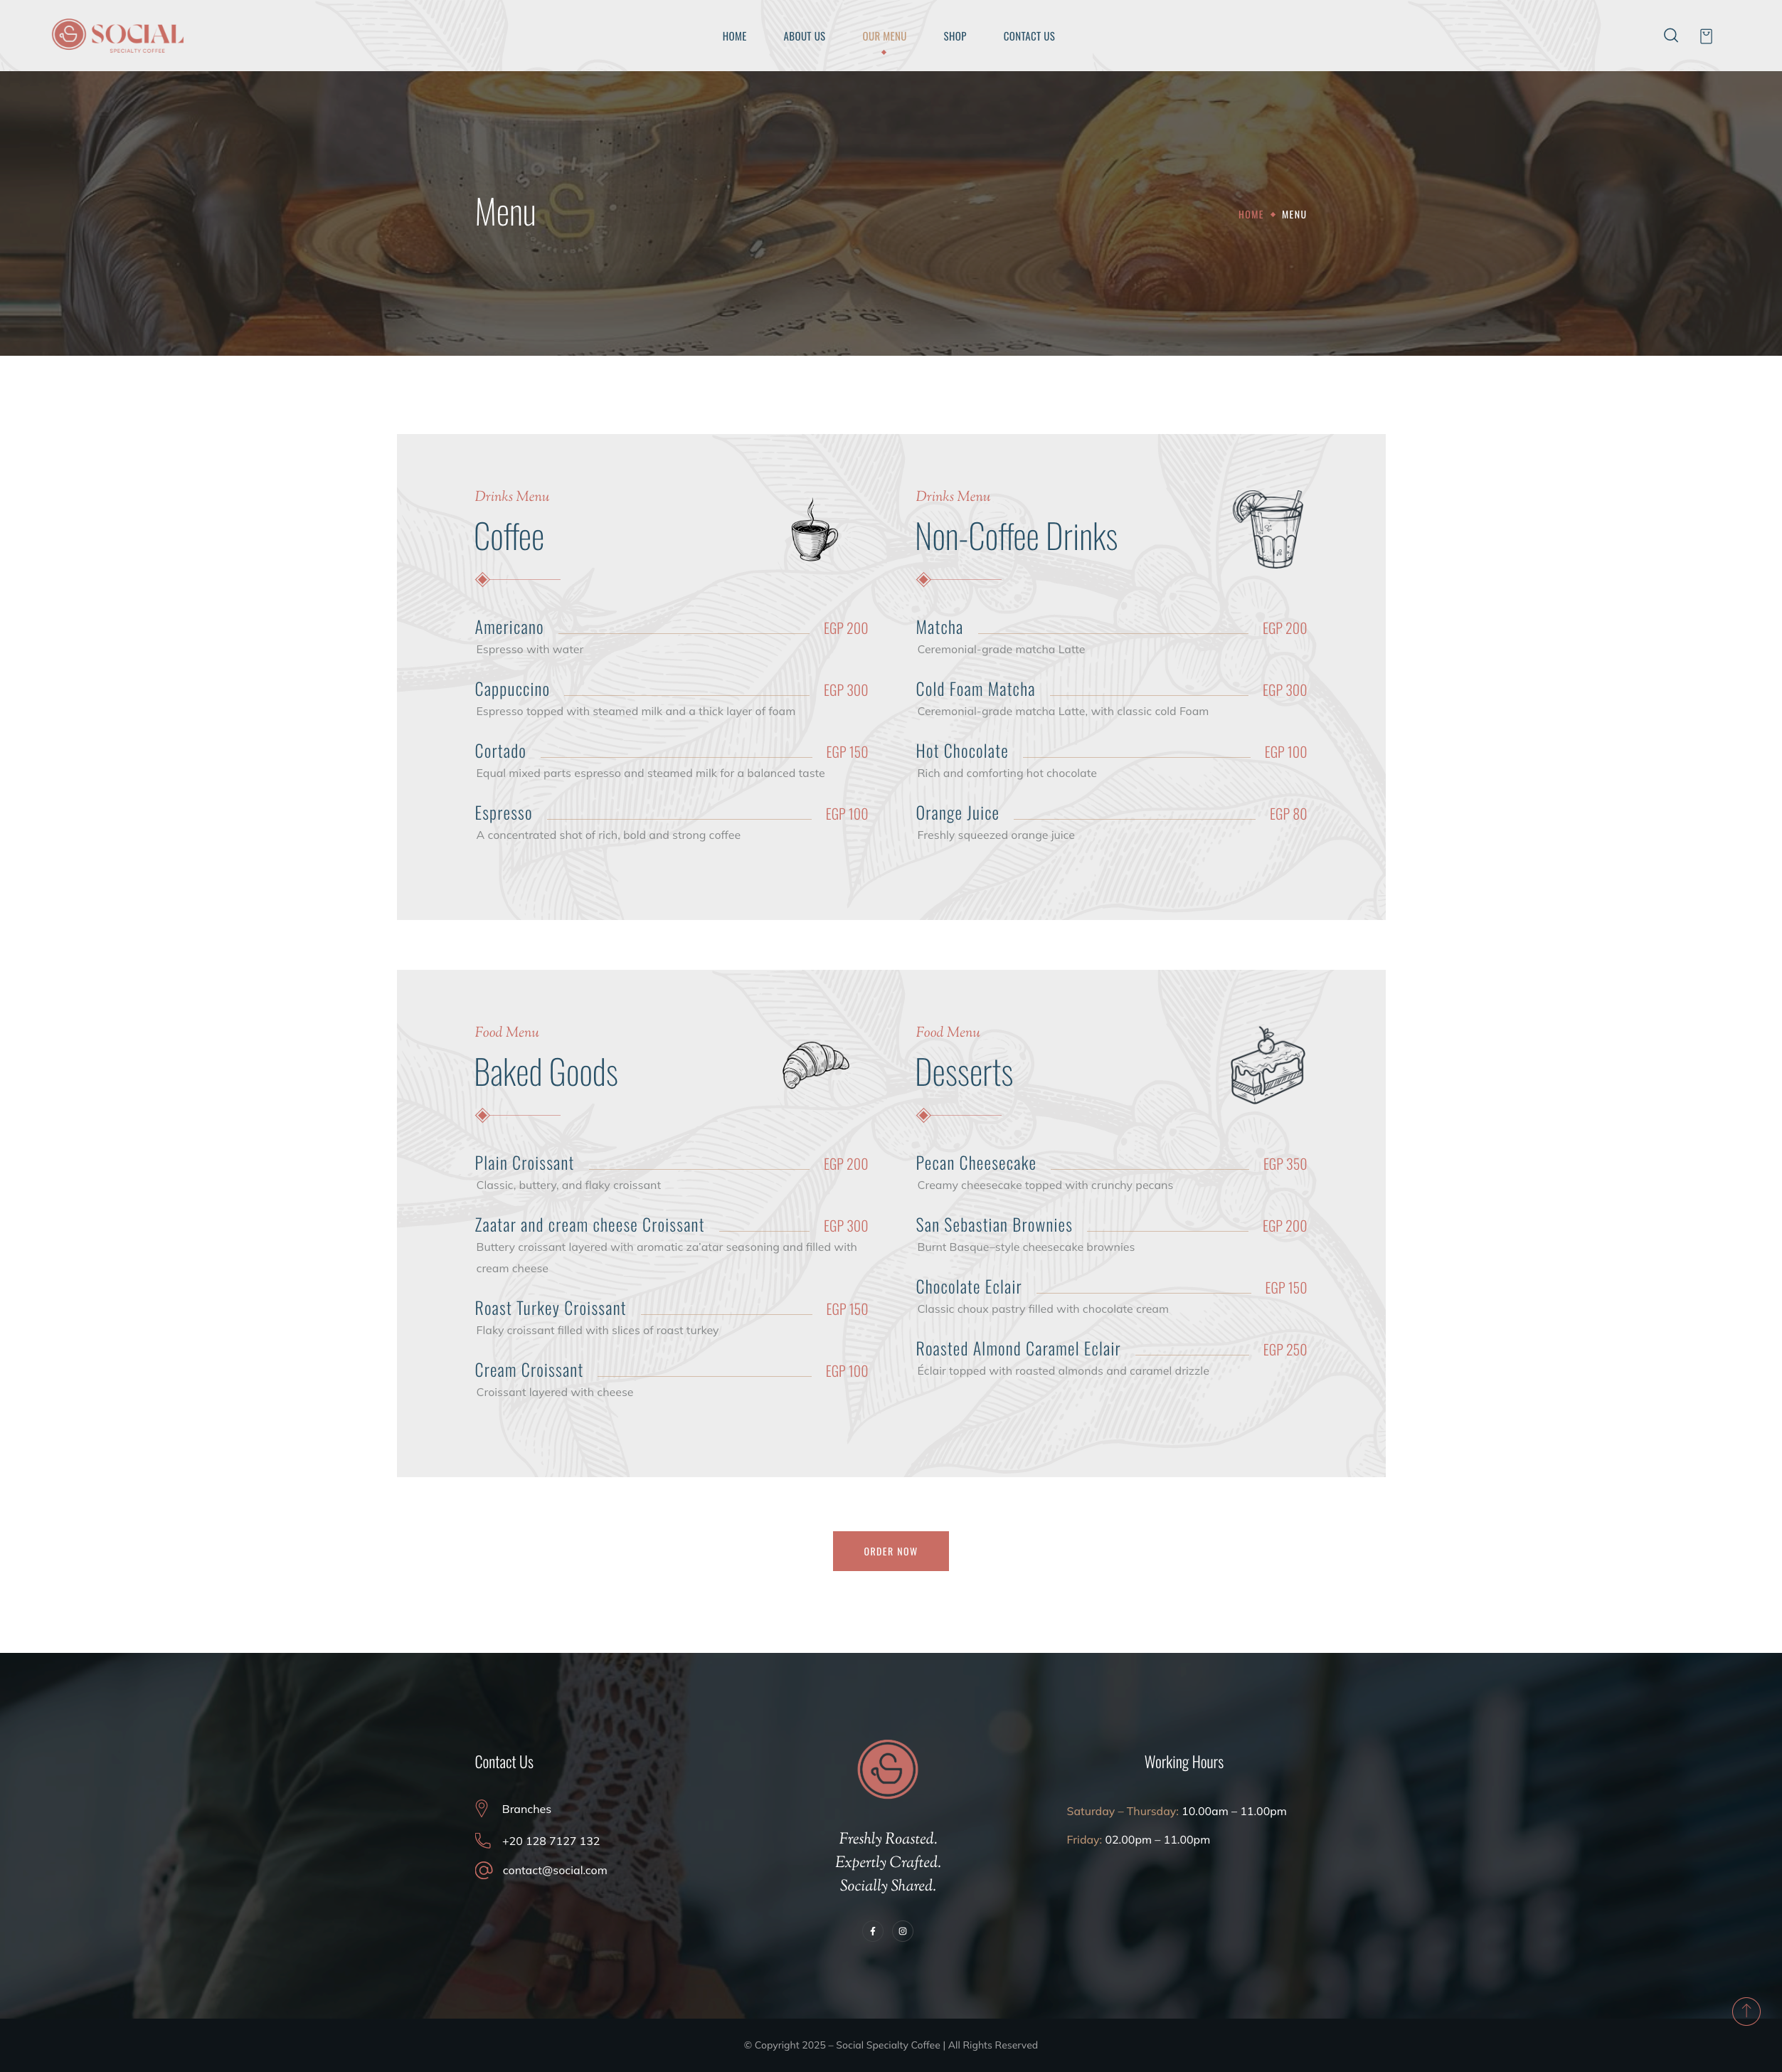 SOCIAL
SPECIALTY COFFEE
HOME
ABOUT US
OUR MENU
SHOP
CONTACT US
SOCIAL
Menu
HOME
MENU
SOCIAL
SOCIAL
Drinks Menu
Coffee
Americano
EGP 200
Espresso with water
Cappuccino
EGP 300
Espresso topped with steamed milk and a thick layer of foam
Cortado
EGP 150
Equal mixed parts espresso and steamed milk for a balanced taste
Espresso
EGP 100
A concentrated shot of rich, bold and strong coffee
Drinks Menu
Non-Coffee Drinks
Matcha
EGP 200
Ceremonial-grade matcha Latte
Cold Foam Matcha
EGP 300
Ceremonial-grade matcha Latte, with classic cold Foam
Hot Chocolate
EGP 100
Rich and comforting hot chocolate
Orange Juice
EGP 80
Freshly squeezed orange juice
Food Menu
Baked Goods
Plain Croissant
EGP 200
Classic, buttery, and flaky croissant
Zaatar and cream cheese Croissant
EGP 300
Buttery croissant layered with aromatic za'atar seasoning and filled with
cream cheese
Roast Turkey Croissant
EGP 150
Flaky croissant filled with slices of roast turkey
Cream Croissant
EGP 100
Croissant layered with cheese
Food Menu
Desserts
Pecan Cheesecake
EGP 350
Creamy cheesecake topped with crunchy pecans
San Sebastian Brownies
EGP 200
Burnt Basque–style cheesecake brownies
Chocolate Eclair
EGP 150
Classic choux pastry filled with chocolate cream
Roasted Almond Caramel Eclair
EGP 250
Éclair topped with roasted almonds and caramel drizzle
ORDER NOW
Contact Us
Branches
+20 128 7127 132
contact@social.com
Freshly Roasted.
Expertly Crafted.
Socially Shared.
Working Hours
Saturday – Thursday: 10.00am – 11.00pm
Friday: 02.00pm – 11.00pm
SOCIAL
© Copyright 2025 – Social Specialty Coffee | All Rights Reserved